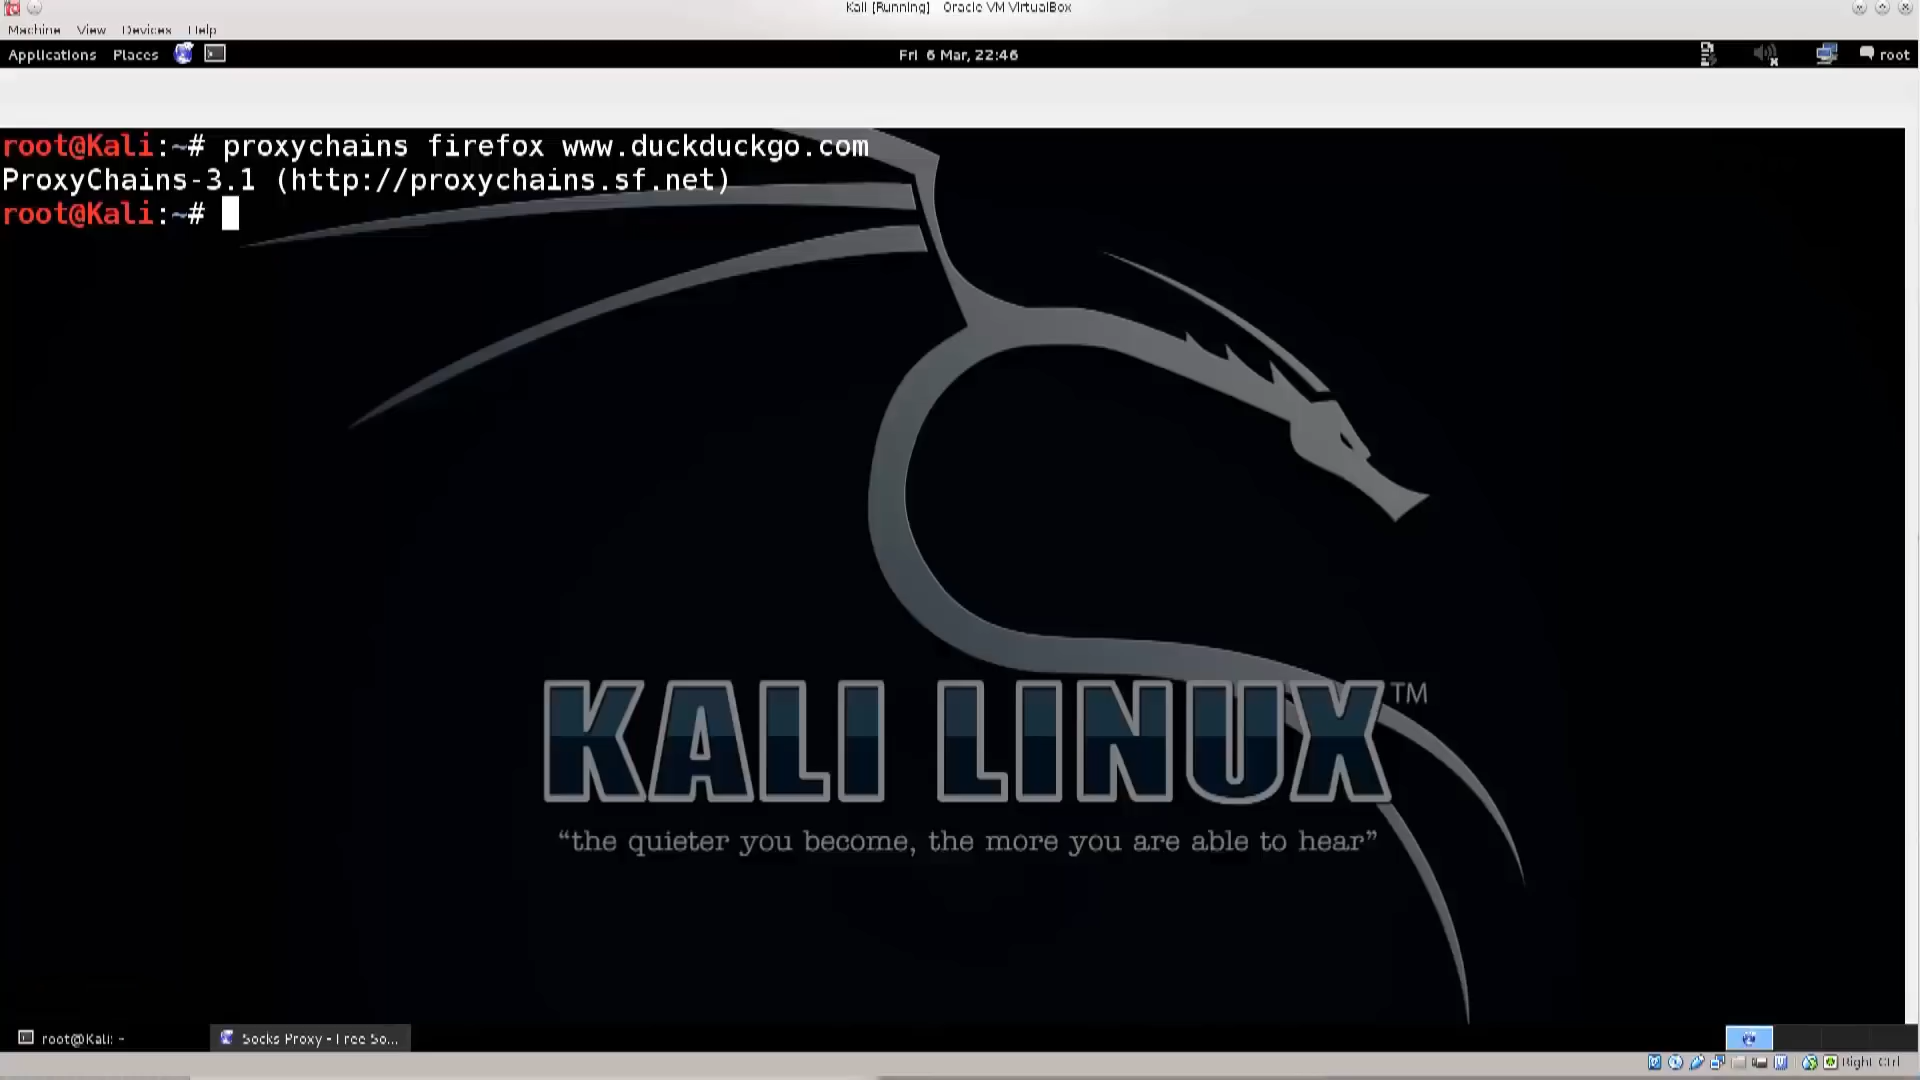 Kali [Running] - Oracle VM VirtualBox
Machine View Devices Help
Applications Places Fri 6 Mar, 22:46 root
root@Kali:~# proxychains firefox www.duckduckgo.com
ProxyChains-3.1 (http://proxychains.sf.net)
root@Kali:~#
KALI LINUX™
“the quieter you become, the more you are able to hear”
root@Kali: ~ Socks Proxy - Free So...
Right Ctrl